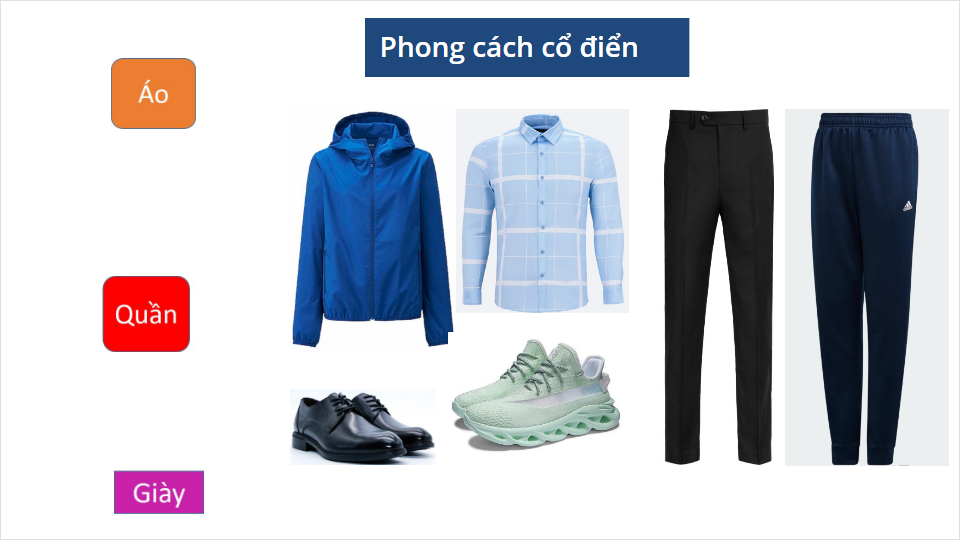 Phong cách cổ điển
Áo
Quần
Giày